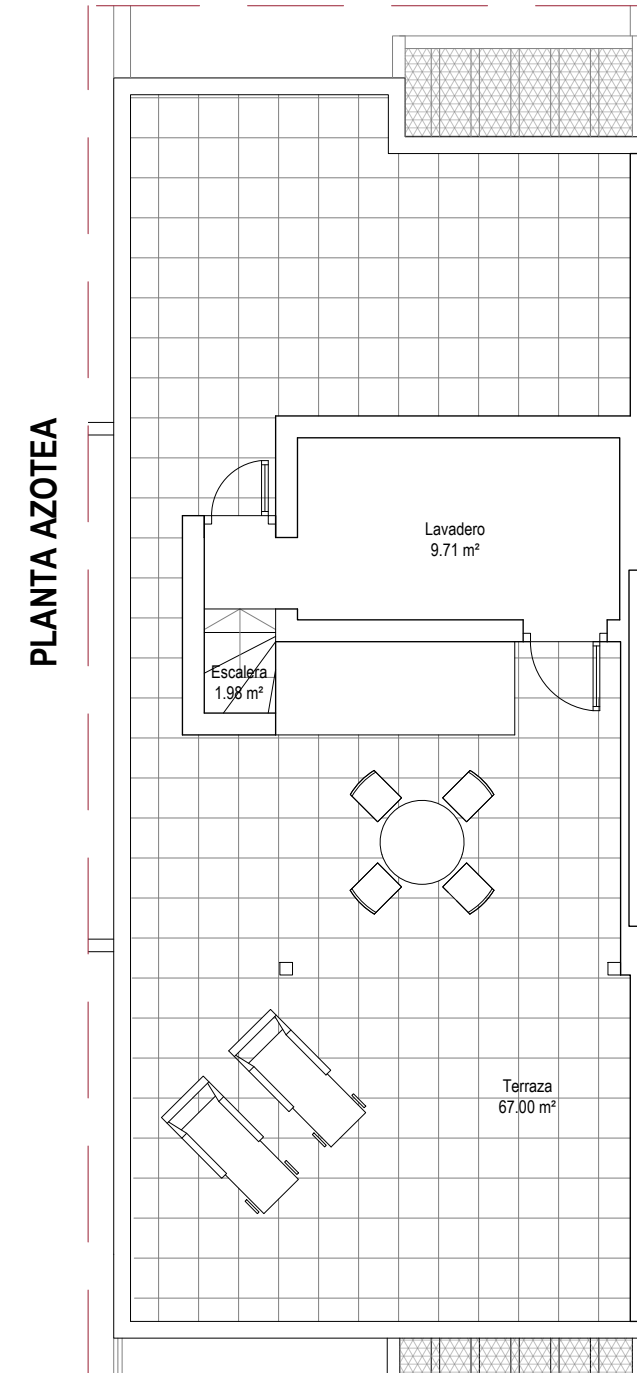 PLANTA AZOTEA
Lavadero
9.71 m²
Escalera
1.98 m²
Terraza
67.00 m²